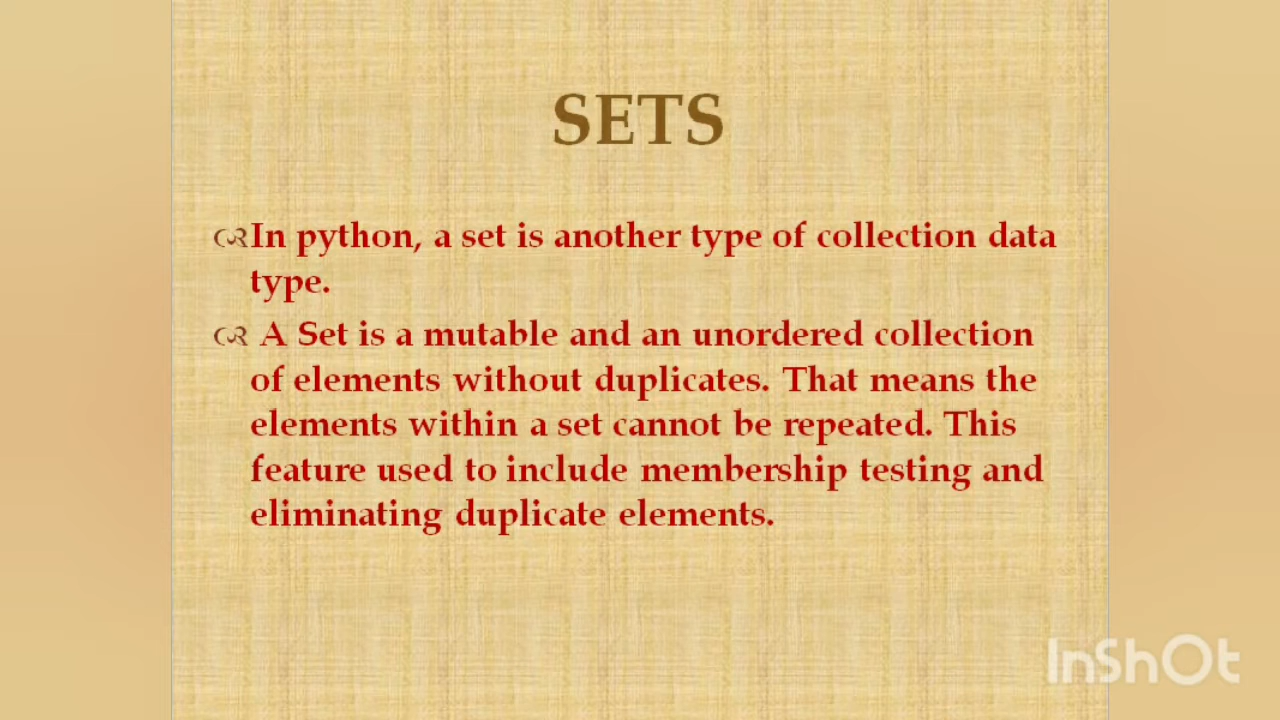 SETS
In python, a set is another type of collection data
type.
A Set is a mutable and an unordered collection
of elements without duplicates. That means the
elements within a set cannot be repeated. This
feature used to include membership testing and
eliminating duplicate elements.
InShOt